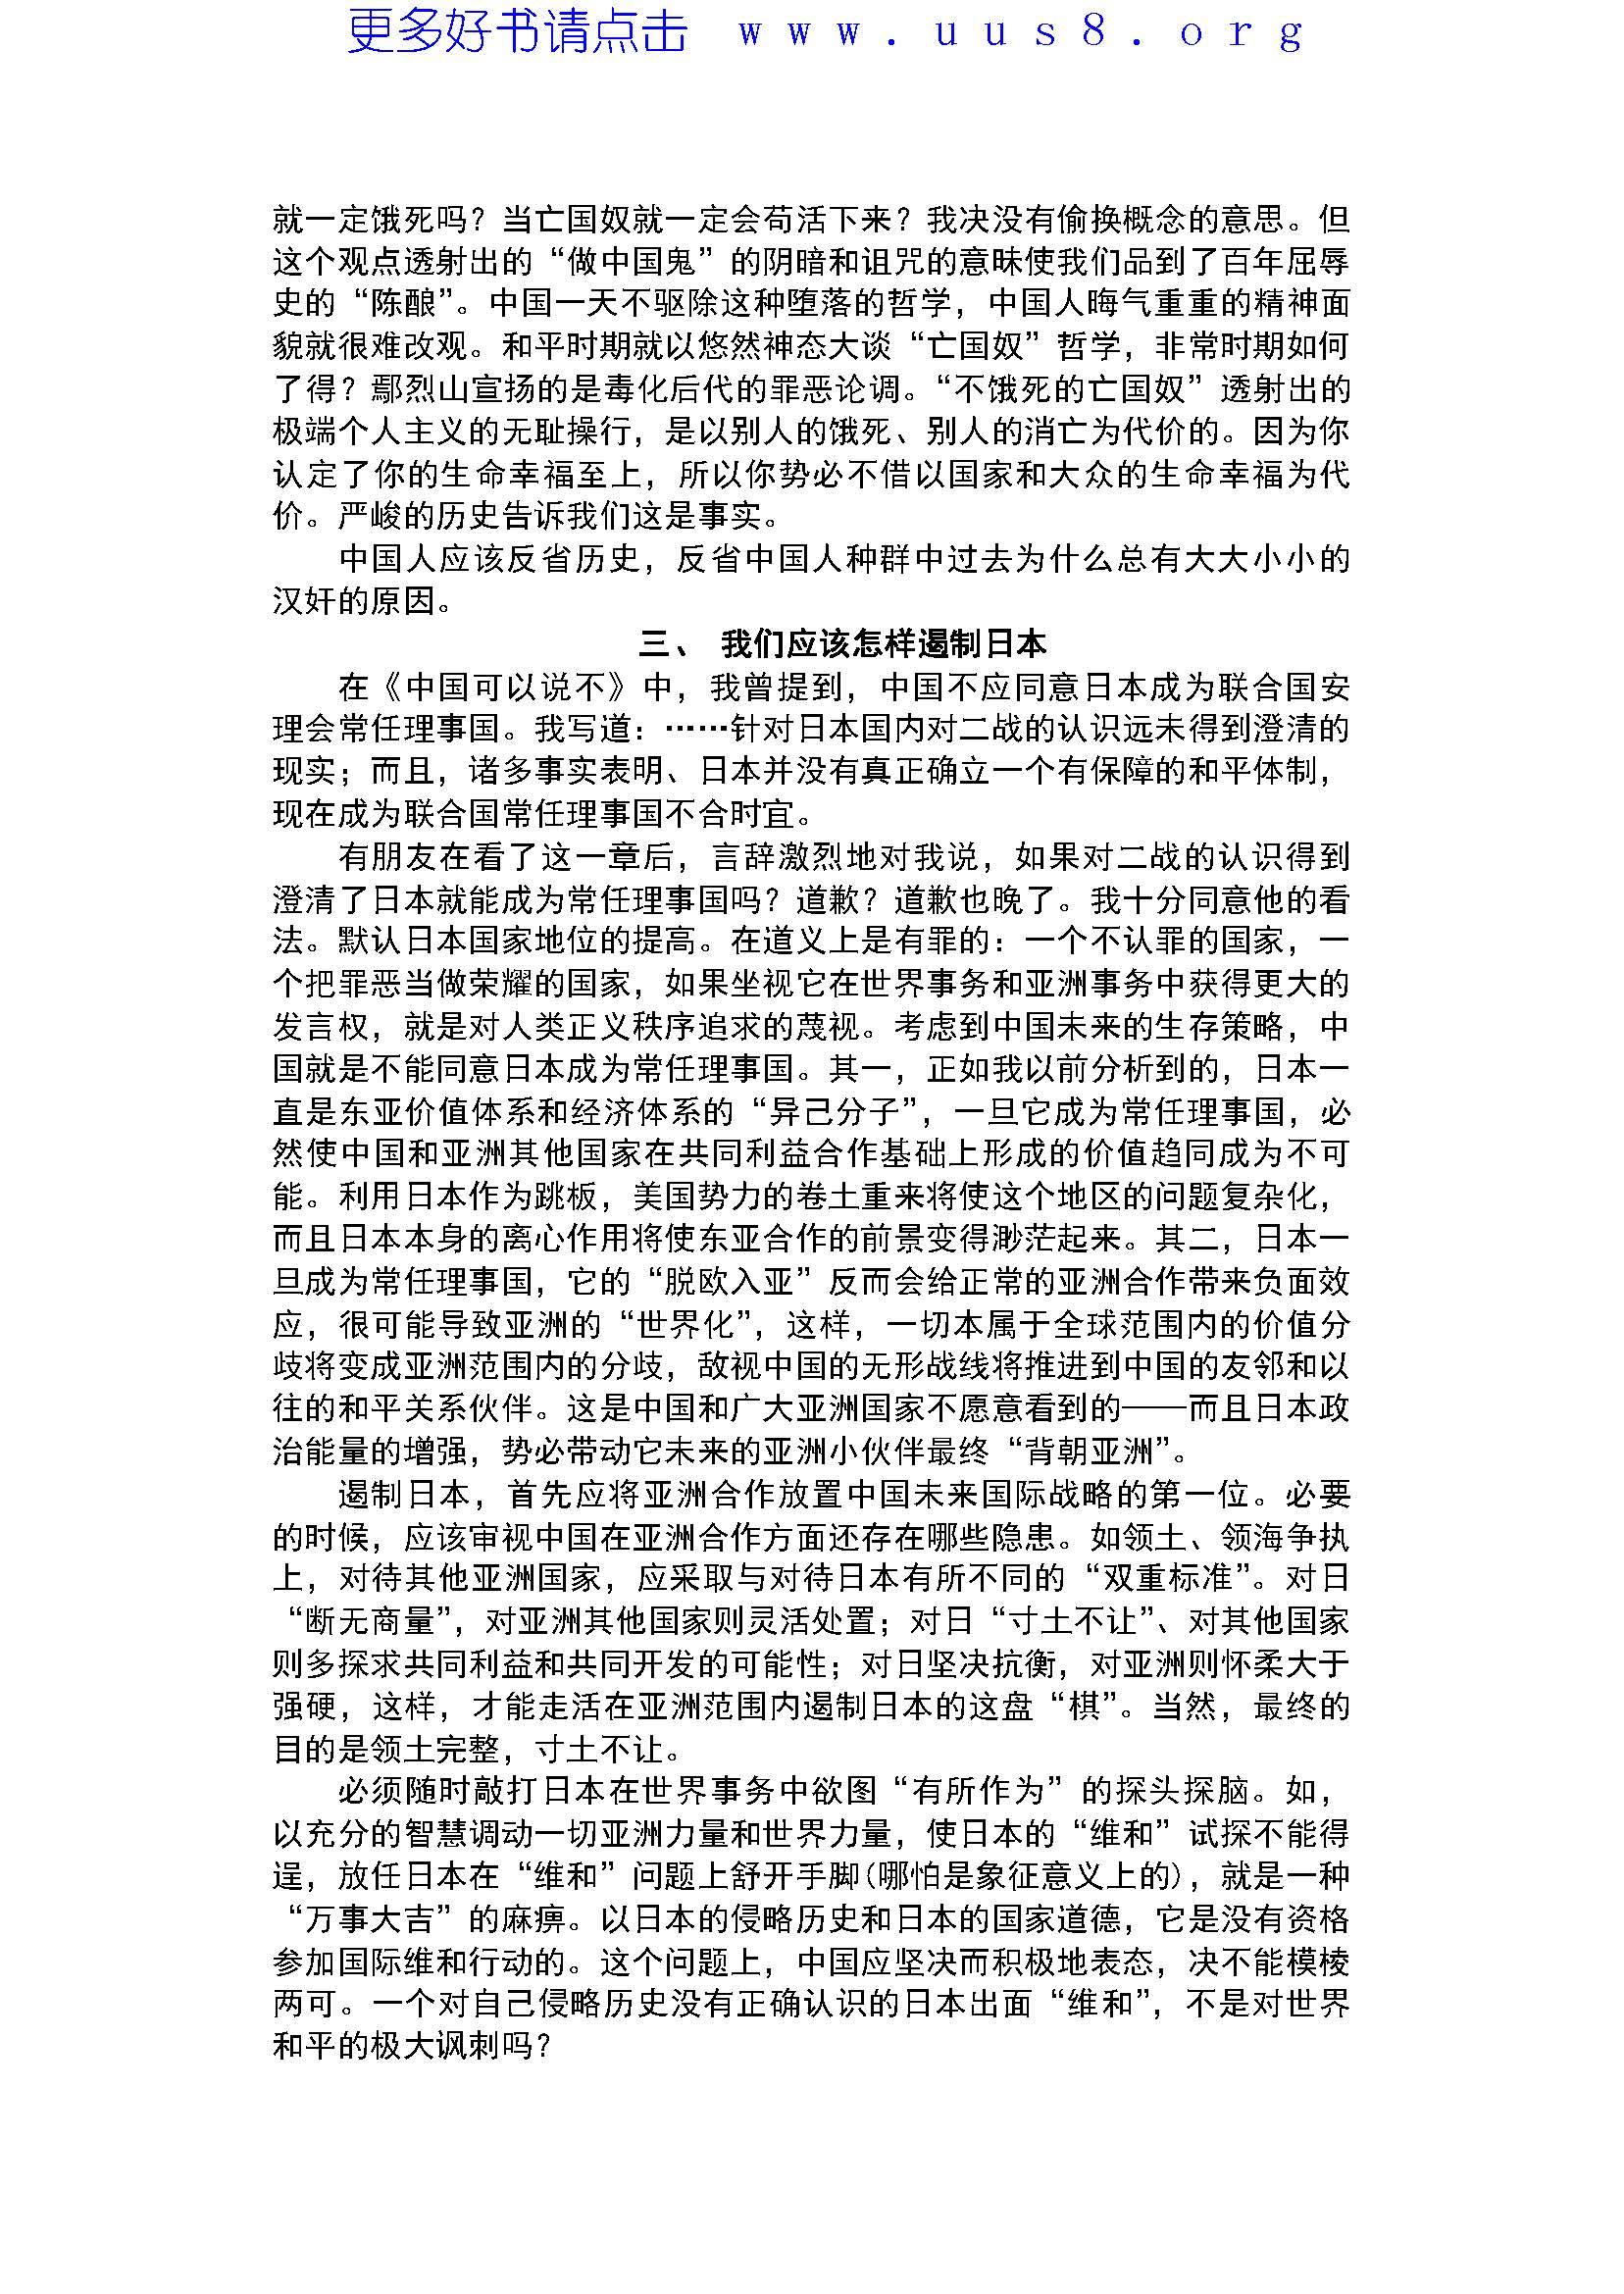 更多好书请点击 www.uus8.org
就一定饿死吗？当亡国奴就一定会苟活下来？我决没有偷换概念的意思。但
这个观点透射出的“做中国鬼”的阴暗和诅咒的意味使我们品到了百年屈辱
史的“陈酿”。中国一天不驱除这种堕落的哲学，中国人晦气重重的精神面
貌就很难改观。和平时期就以悠然神态大谈“亡国奴”哲学，非常时期如何
了得？鄢烈山宣扬的是毒化后代的罪恶论调。“不饿死的亡国奴”透射出的
极端个人主义的无耻操行，是以别人的饿死、别人的消亡为代价的。因为你
认定了你的生命幸福至上，所以你势必不借以国家和大众的生命幸福为代
价。严峻的历史告诉我们这是事实。
中国人应该反省历史，反省中国人种群中过去为什么总有大大小小的
汉奸的原因。
三、 我们应该怎样遏制日本
在《中国可以说不》中，我曾提到，中国不应同意日本成为联合国安
理会常任理事国。我写道：……针对日本国内对二战的认识远未得到澄清的
现实；而且，诸多事实表明、日本并没有真正确立一个有保障的和平体制，
现在成为联合国常任理事国不合时宜。
有朋友在看了这一章后，言辞激烈地对我说，如果对二战的认识得到
澄清了日本就能成为常任理事国吗？道歉？道歉也晚了。我十分同意他的看
法。默认日本国家地位的提高。在道义上是有罪的：一个不认罪的国家，一
个把罪恶当做荣耀的国家，如果坐视它在世界事务和亚洲事务中获得更大的
发言权，就是对人类正义秩序追求的蔑视。考虑到中国未来的生存策略，中
国就是不能同意日本成为常任理事国。其一，正如我以前分析到的，日本一
直是东亚价值体系和经济体系的“异己分子”，一旦它成为常任理事国，必
然使中国和亚洲其他国家在共同利益合作基础上形成的价值趋同成为不可
能。利用日本作为跳板，美国势力的卷土重来将使这个地区的问题复杂化，
而且日本本身的离心作用将使东亚合作的前景变得渺茫起来。其二，日本一
旦成为常任理事国，它的“脱欧入亚”反而会给正常的亚洲合作带来负面效
应，很可能导致亚洲的“世界化”，这样，一切本属于全球范围内的价值分
歧将变成亚洲范围内的分歧，敌视中国的无形战线将推进到中国的友邻和以
往的和平关系伙伴。这是中国和广大亚洲国家不愿意看到的——而且日本政
治能量的增强，势必带动它未来的亚洲小伙伴最终“背朝亚洲”。
遏制日本，首先应将亚洲合作放置中国未来国际战略的第一位。必要
的时候，应该审视中国在亚洲合作方面还存在哪些隐患。如领土、领海争执
上，对待其他亚洲国家，应采取与对待日本有所不同的“双重标准”。对日
“断无商量”，对亚洲其他国家则灵活处置；对日“寸土不让”、对其他国家
则多探求共同利益和共同开发的可能性；对日坚决抗衡，对亚洲则怀柔大于
强硬，这样，才能走活在亚洲范围内遏制日本的这盘“棋”。当然，最终的
目的是领土完整，寸土不让。
必须随时敲打日本在世界事务中欲图“有所作为”的探头探脑。如，
以充分的智慧调动一切亚洲力量和世界力量，使日本的“维和”试探不能得
逞，放任日本在“维和”问题上舒开手脚(哪怕是象征意义上的)，就是一种
“万事大吉”的麻痹。以日本的侵略历史和日本的国家道德，它是没有资格
参加国际维和行动的。这个问题上，中国应坚决而积极地表态，决不能模棱
两可。一个对自己侵略历史没有正确认识的日本出面“维和”，不是对世界
和平的极大讽刺吗？